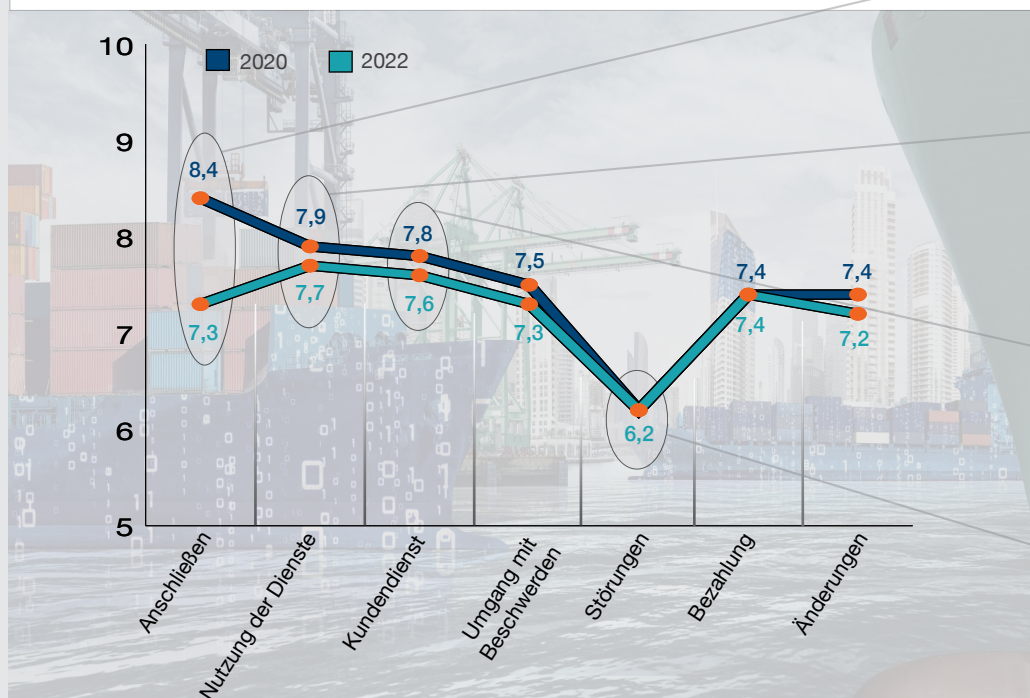 10
2020
2022
9
8,4
7,9
7,8
8
7,5
7,4
7,4
7,7
7,6
7,3
7,3
7,4
7,2
7
6
6,2
5
Anschließen
Nutzung der Dienste
Kundendienst
Umgang mit
Beschwerden
Störungen
Bezahlung
Änderungen